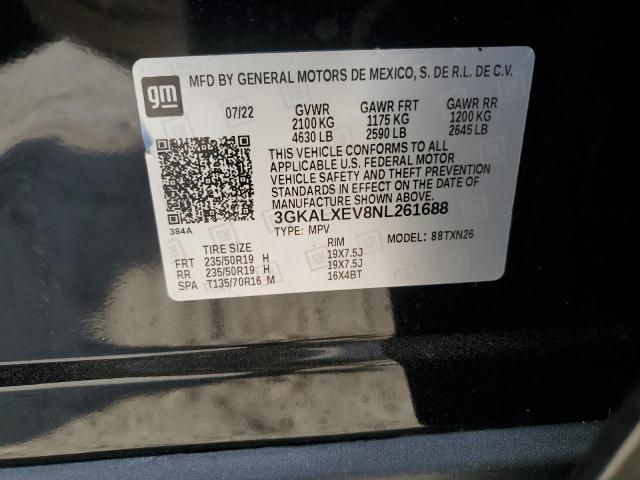 gm
MFD BY GENERAL MOTORS DE MEXICO, S. DE R.L. DE C.V.
07/22 GVWR GAWR FRT GAWR RR
2100 KG 1175 KG 1200 KG
4630 LB 2590 LB 2645 LB
THIS VEHICLE CONFORMS TO ALL
APPLICABLE U.S. FEDERAL MOTOR
VEHICLE SAFETY AND THEFT PREVENTION
STANDARDS IN EFFECT ON THE DATE OF
MANUFACTURE SHOWN ABOVE.
3GKALXEV8NL261688
384A
TYPE: MPV MODEL: 88TXN26
TIRE SIZE RIM
FRT 235/50R19 H 19X7.5J
RR 235/50R19 H 19X7.5J
SPA T135/70R16 M 16X4BT